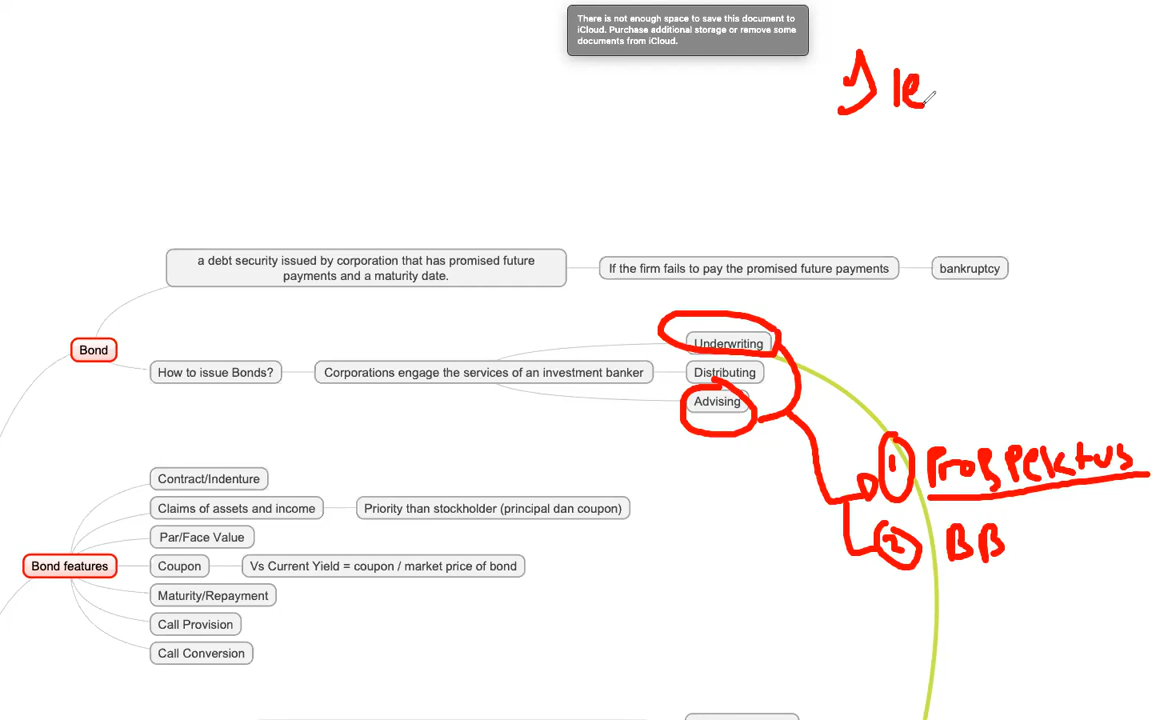 There is not enough space to save this document to
iCloud. Purchase additional storage or remove some
documents from iCloud.
a debt security issued by corporation that has promised future
payments and a maturity date.
If the firm fails to pay the promised future payments
bankruptcy
Bond
Underwriting
How to issue Bonds?
Corporations engage the services of an investment banker
Distributing
Advising
1 Prospektus
2 BB
Contract/Indenture
Claims of assets and income
Priority than stockholder (principal dan coupon)
Par/Face Value
Bond features
Coupon
Vs Current Yield = coupon / market price of bond
Maturity/Repayment
Call Provision
Call Conversion